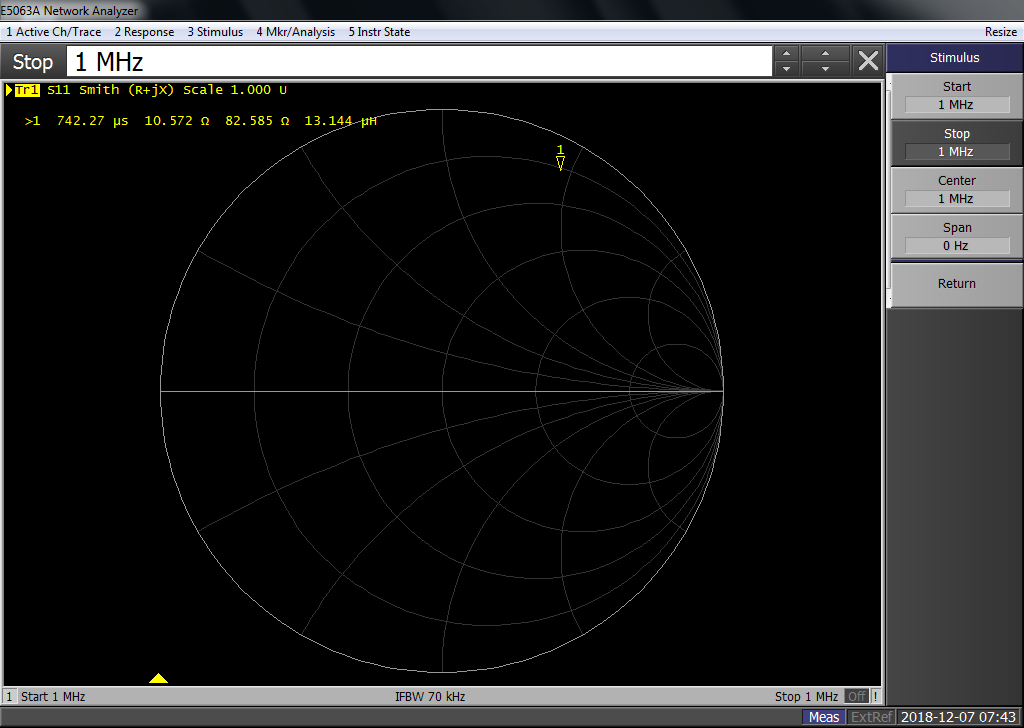 E5063A Network Analyzer
1 Active Ch/Trace 2 Response 3 Stimulus 4 Mkr/Analysis 5 Instr State Resize
Stop 1 MHz
Tr1 S11 Smith (R+jX) Scale 1.000 U
>1 742.27 µs 10.572 Ω 82.585 Ω 13.144 µH
1
Stimulus
Start
1 MHz
Stop
1 MHz
Center
1 MHz
Span
0 Hz
Return
1 Start 1 MHz IFBW 70 kHz Stop 1 MHz Off !
Meas ExtRef 2018-12-07 07:43